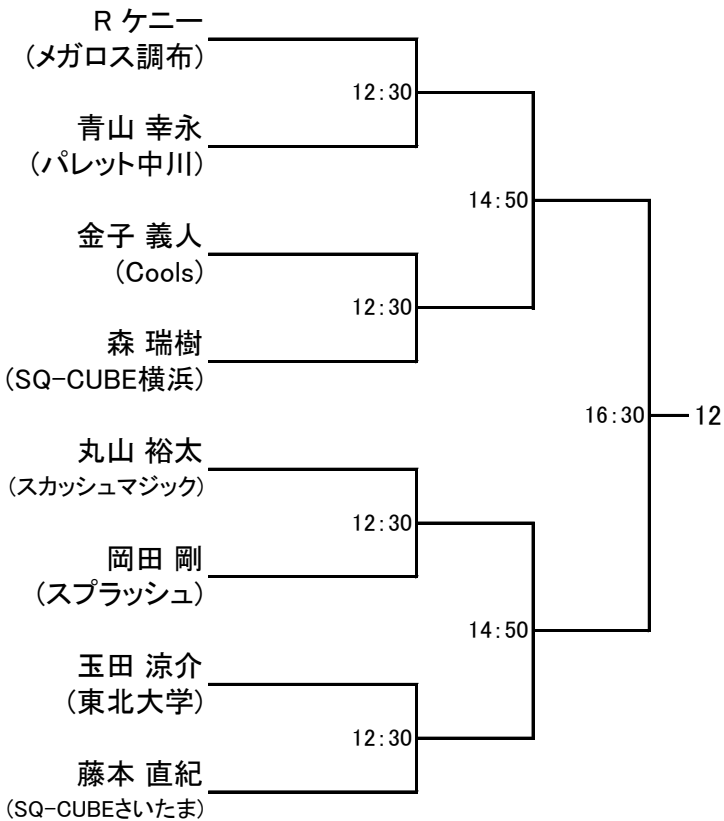 R ケニー
(メガロス調布)
12:30
青山 幸永
(パレット中川)
14:50
金子 義人
(Cools)
12:30
森 瑞樹
(SQ-CUBE横浜)
16:30
12
丸山 裕太
(スカッシュマジック)
12:30
岡田 剛
(スプラッシュ)
14:50
玉田 涼介
(東北大学)
12:30
藤本 直紀
(SQ-CUBEさいたま)